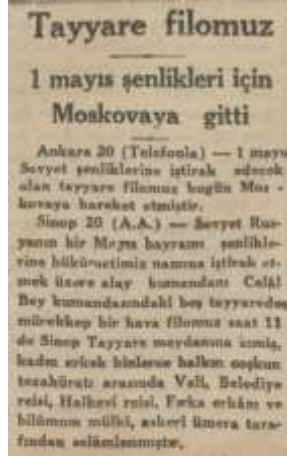 Tayyare filomuz
1 mayıs şenlikleri için
Moskovaya gitti
Ankara 20 (Telefonla) — 1 mayıs
Sovyet şenliklerine iştirak edecek
olan tayyare filomuz bugün Mos -
kovaya hareket etmiştir.
Sinop 20 (A.A.) — Sovyet Rus-
yanın bir Mayıs bayramı şenlikle-
rine hükûmetimiz namına iştirak et-
mek üzere alay kumandanı Celâl
Bey kumandasındaki beş tayyareden
mürekkep bir hava filomuz saat 11
de Sinop Tayyare meydanına inmiş,
kadın erkek binlerce halkın coşkun
tezahüratı arasında Vali, Belediye
reisi, Halkevi reisi, Fırka erkânı ve
bilûmum mülkî, askerî ümera tara-
fından selâmlanmıştır.